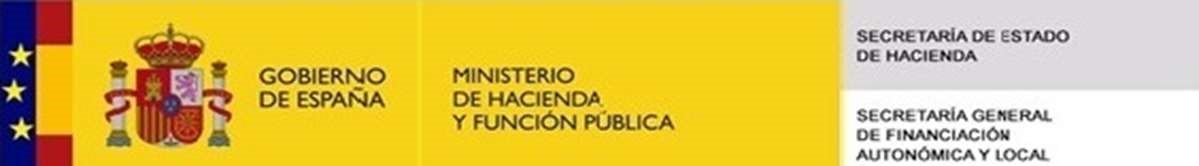 GOBIERNO
DE ESPAÑA
MINISTERIO
DE HACIENDA
Y FUNCIÓN PÚBLICA
SECRETARÍA DE ESTADO
DE HACIENDA
SECRETARÍA GENERAL
DE FINANCIACIÓN
AUTONÓMICA Y LOCAL